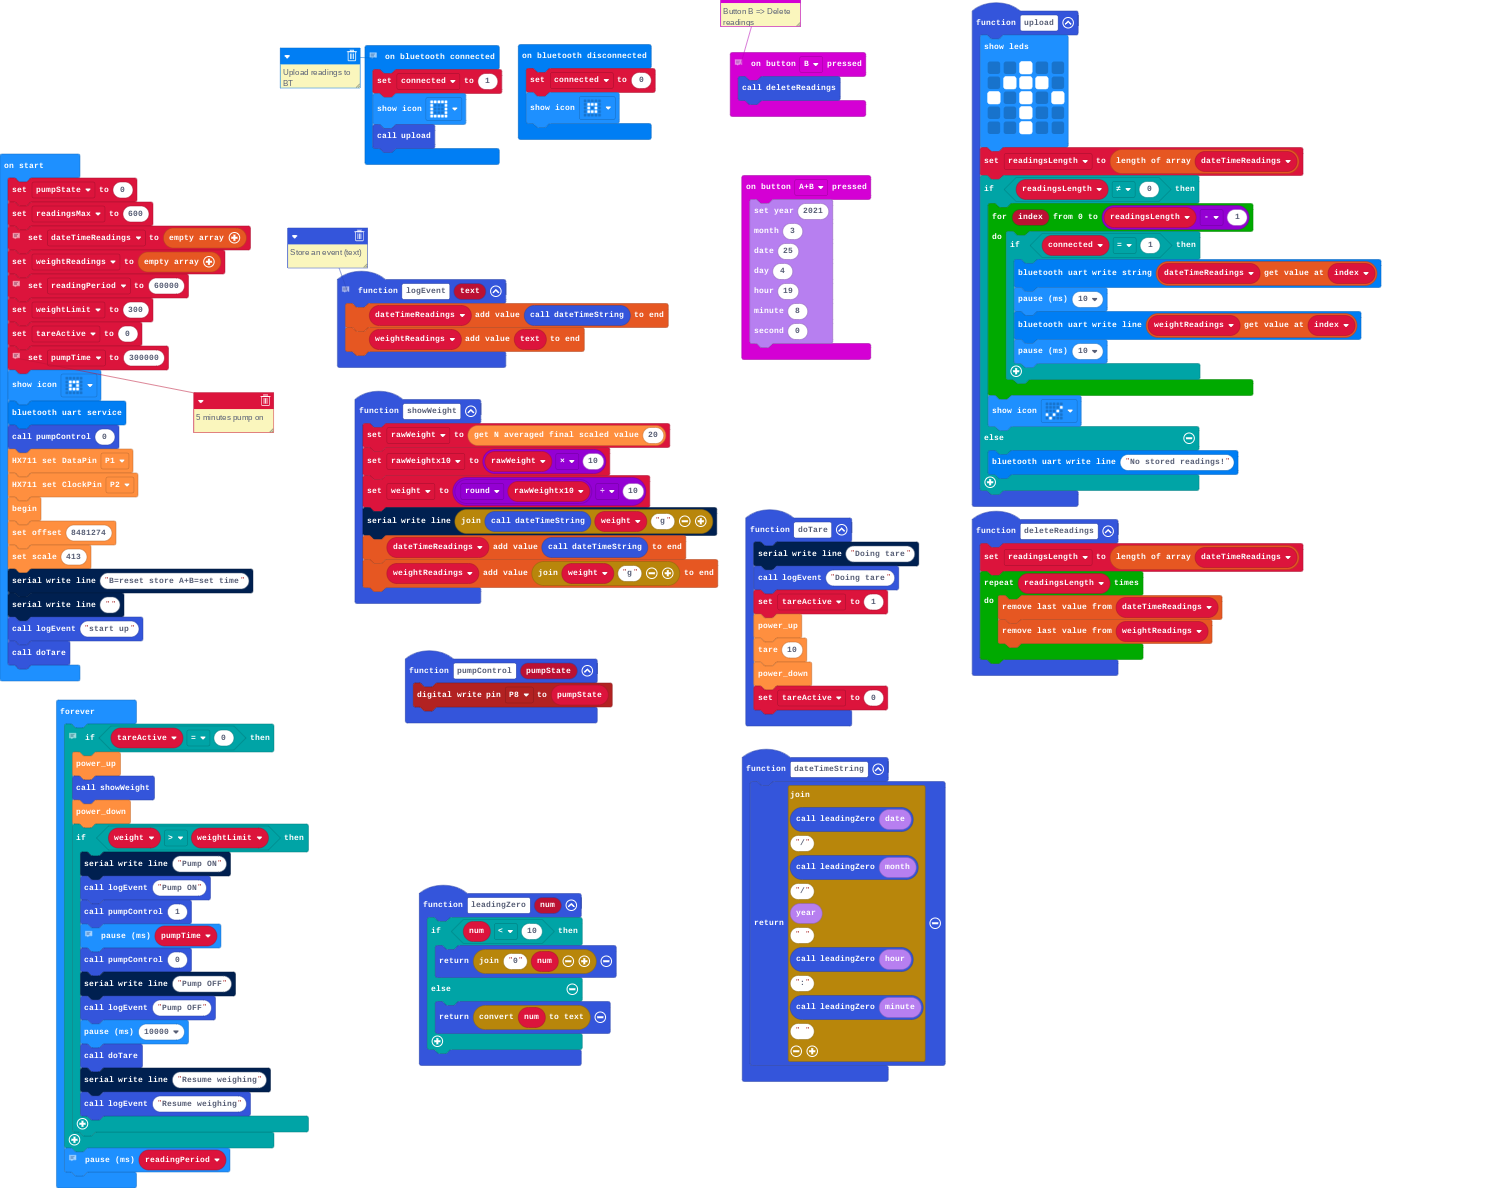 Button B => Delete
readings
function upload
show leds
set readingsLength to length of array dateTimeReadings
if readingsLength ≠ 0 then
for index from 0 to readingsLength - 1
do
if connected = 1 then
bluetooth uart write string dateTimeReadings get value at index
pause (ms) 10
bluetooth uart write line weightReadings get value at index
pause (ms) 10
show icon
else
bluetooth uart write line "No stored readings!"
Upload readings to
BT
on bluetooth connected
set connected to 1
show icon
call upload
on bluetooth disconnected
set connected to 0
show icon
on button B pressed
call deleteReadings
on start
set pumpState to 0
set readingsMax to 600
set dateTimeReadings to empty array
set weightReadings to empty array
set readingPeriod to 60000
set weightLimit to 300
set tareActive to 0
set pumpTime to 300000
show icon
bluetooth uart service
call pumpControl 0
HX711 set DataPin P1
HX711 set ClockPin P2
begin
set offset 8481274
set scale 413
serial write line "B=reset store A+B=set time"
serial write line ""
call logEvent "start up"
call doTare
5 minutes pump on
Store an event (text)
function logEvent text
dateTimeReadings add value call dateTimeString to end
weightReadings add value text to end
on button A+B pressed
set year 2021
month 3
date 25
day 4
hour 19
minute 8
second 0
function showWeight
set rawWeight to get N averaged final scaled value 20
set rawWeightx10 to rawWeight × 10
set weight to round rawWeightx10 ÷ 10
serial write line join call dateTimeString weight "g"
dateTimeReadings add value call dateTimeString to end
weightReadings add value join weight "g" to end
function doTare
serial write line "Doing tare"
call logEvent "Doing tare"
set tareActive to 1
power_up
tare 10
power_down
set tareActive to 0
function deleteReadings
set readingsLength to length of array dateTimeReadings
repeat readingsLength times
do
remove last value from dateTimeReadings
remove last value from weightReadings
function pumpControl pumpState
digital write pin P8 to pumpState
forever
if tareActive = 0 then
power_up
call showWeight
power_down
if weight > weightLimit then
serial write line "Pump ON"
call logEvent "Pump ON"
call pumpControl 1
pause (ms) pumpTime
call pumpControl 0
serial write line "Pump OFF"
call logEvent "Pump OFF"
pause (ms) 10000
call doTare
serial write line "Resume weighing"
call logEvent "Resume weighing"
pause (ms) readingPeriod
function leadingZero num
if num < 10 then
return join "0" num
else
return convert num to text
function dateTimeString
return
join
call leadingZero date
"/"
call leadingZero month
"/"
year
" "
call leadingZero hour
":"
call leadingZero minute
" "